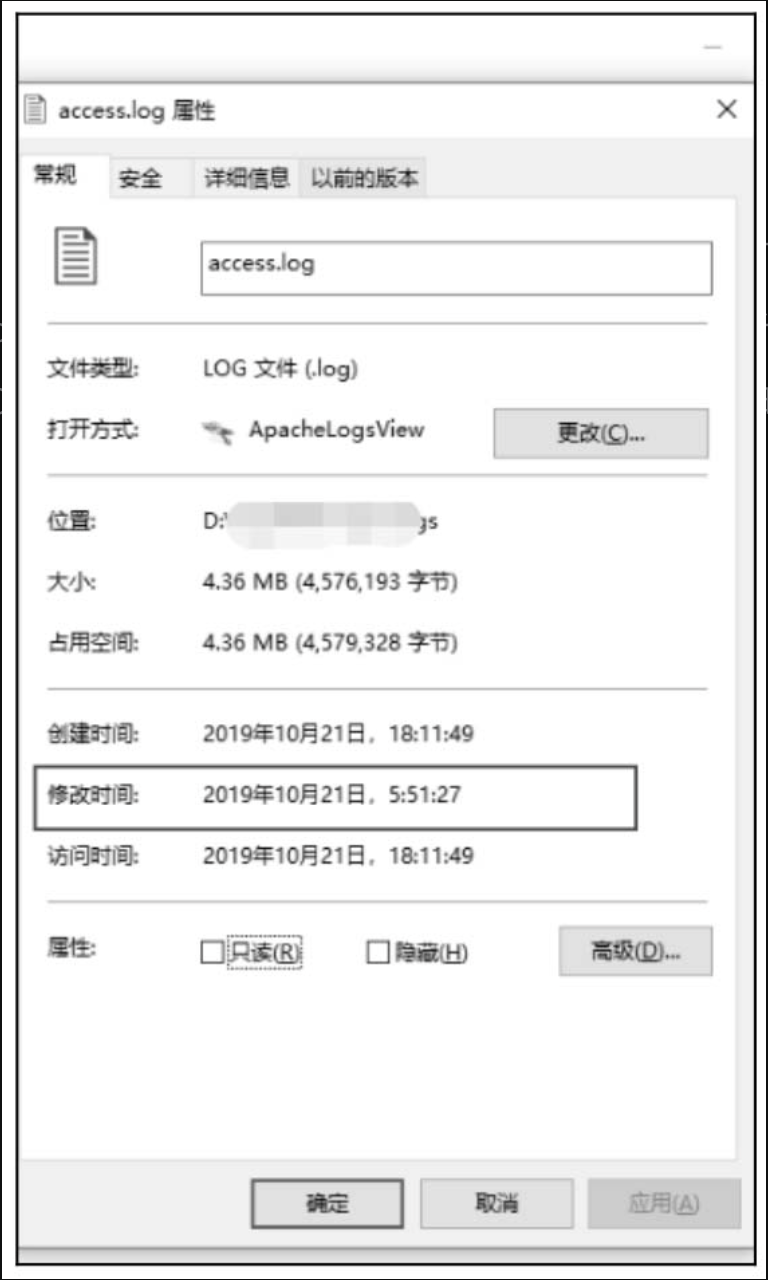 access.log 属性
常规 安全 详细信息 以前的版本
access.log
文件类型: LOG 文件 (.log)
打开方式: ApacheLogsView 更改(C)...
位置: D:\ gs
大小: 4.36 MB (4,576,193 字节)
占用空间: 4.36 MB (4,579,328 字节)
创建时间: 2019年10月21日，18:11:49
修改时间: 2019年10月21日，5:51:27
访问时间: 2019年10月21日，18:11:49
属性: 只读(R) 隐藏(H) 高级(D)...
确定 取消 应用(A)